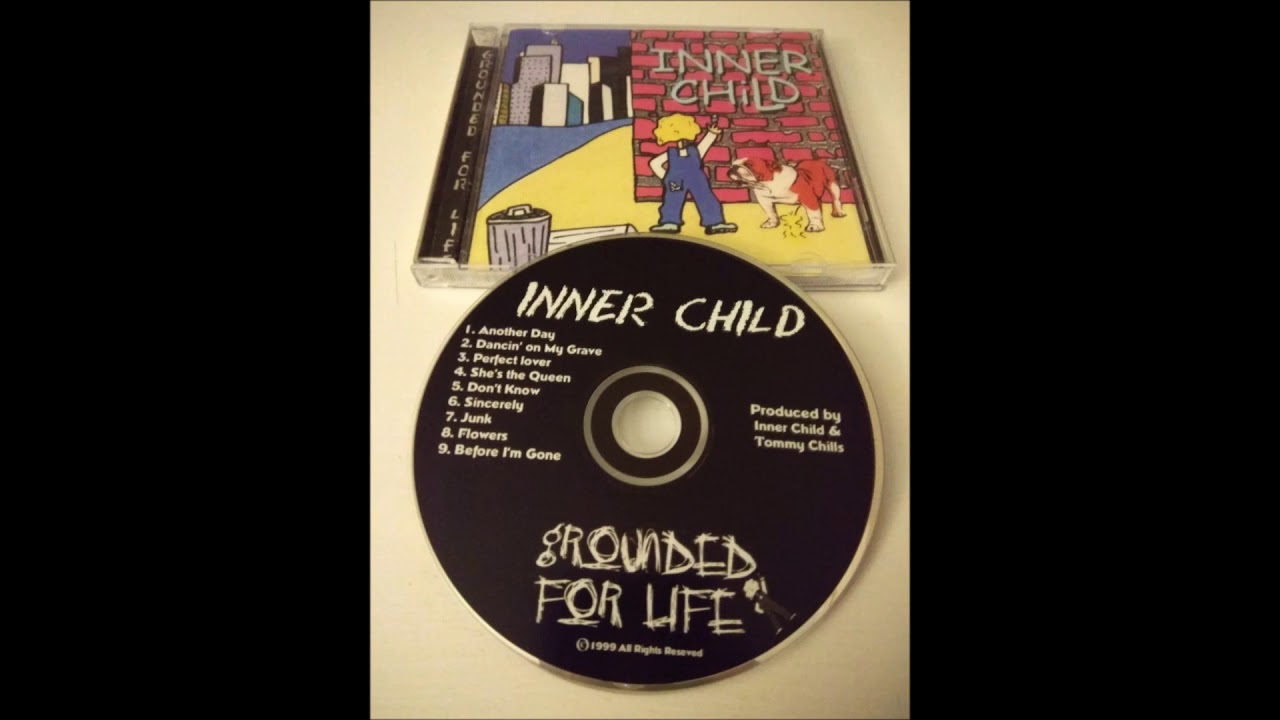 GROUNDED FOR LIF
INNER
CHiLD
INNER CHILD
1. Another Day
2. Dancin' on My Grave
3. Perfect lover
4. She's the Queen
5. Don't Know
6. Sincerely
7. Junk
8. Flowers
9. Before I'm Gone
Produced by
Inner Child &
Tommy Chills
gROUNDED
FOR LIFE
©1999 All Rights Reseved